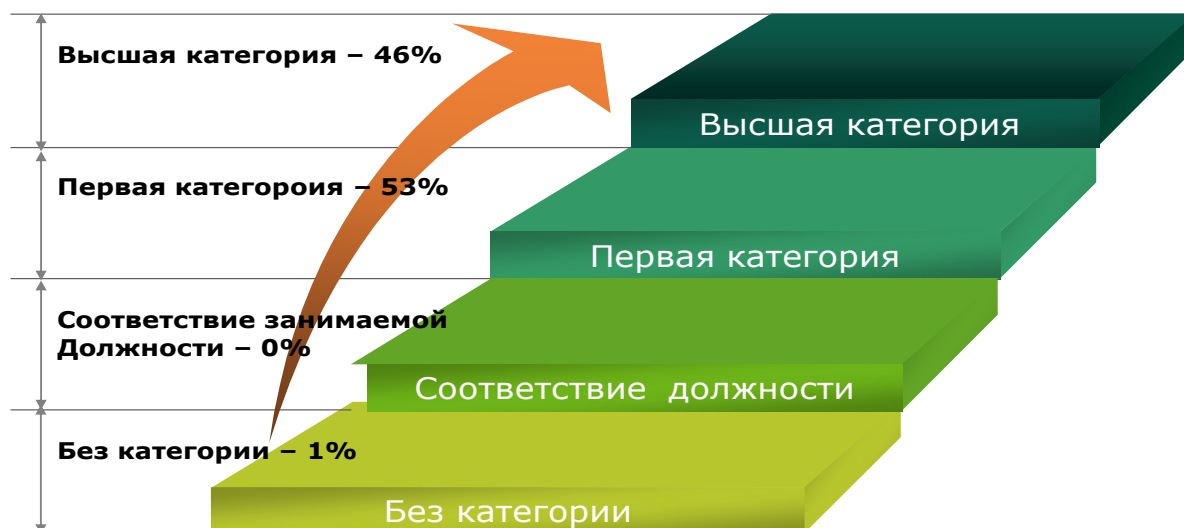 Высшая категория – 46%
Высшая категория
Первая категороия – 53%
Первая категория
Соответствие занимаемой
Должности – 0%
Соответствие должности
Без категории – 1%
Без категории